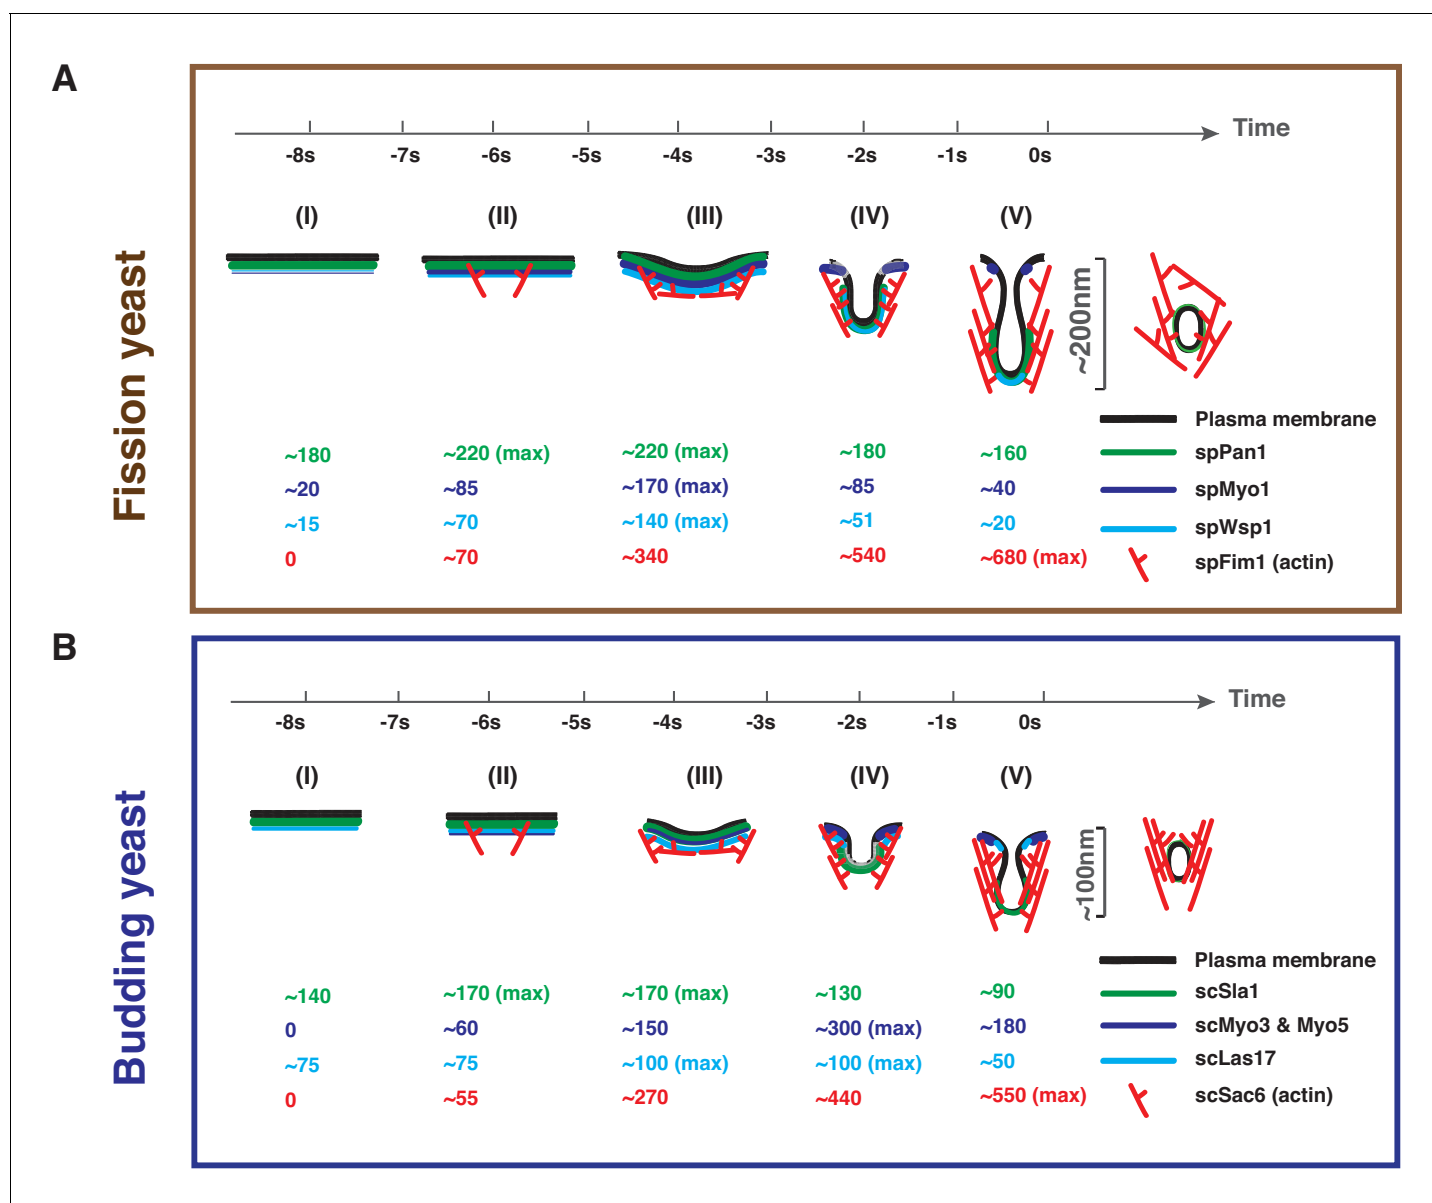 A
Time
-8s -7s -6s -5s -4s -3s -2s -1s 0s
(I) (II) (III) (IV) (V)
Fission yeast
~200nm
Plasma membrane
~180 ~220 (max) ~220 (max) ~180 ~160 spPan1
~20 ~85 ~170 (max) ~85 ~40 spMyo1
~15 ~70 ~140 (max) ~51 ~20 spWsp1
0 ~70 ~340 ~540 ~680 (max) spFim1 (actin)
B
Time
-8s -7s -6s -5s -4s -3s -2s -1s 0s
(I) (II) (III) (IV) (V)
Budding yeast
~100nm
Plasma membrane
~140 ~170 (max) ~170 (max) ~130 ~90 scSla1
0 ~60 ~150 ~300 (max) ~180 scMyo3 & Myo5
~75 ~75 ~100 (max) ~100 (max) ~50 scLas17
0 ~55 ~270 ~440 ~550 (max) scSac6 (actin)